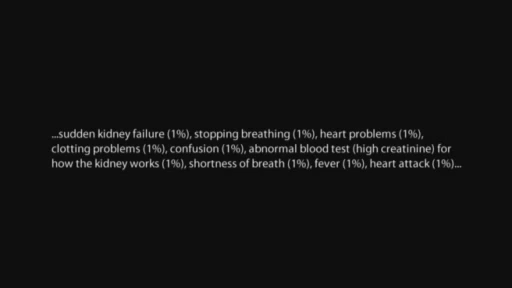 ...sudden kidney failure (1%), stopping breathing (1%), heart problems (1%),
clotting problems (1%), confusion (1%), abnormal blood test (high creatinine) for
how the kidney works (1%), shortness of breath (1%), fever (1%), heart attack (1%)...